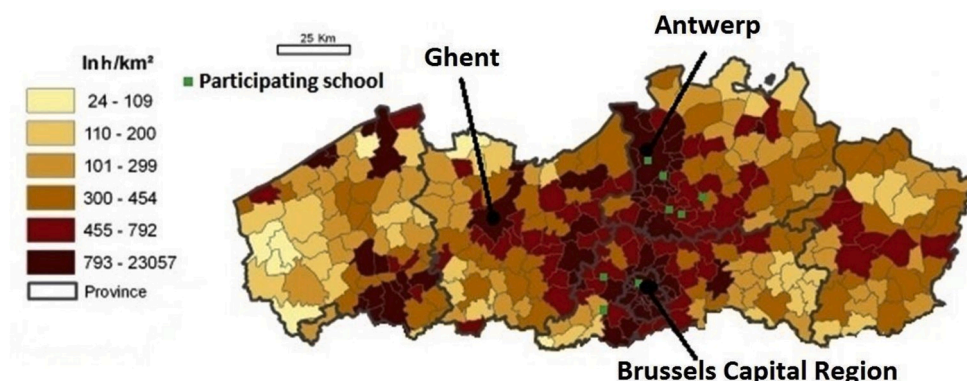 Antwerp
25 Km
Ghent
Inh/km²
Participating school
24 - 109
110 - 200
101 - 299
300 - 454
455 - 792
793 - 23057
Province
Brussels Capital Region